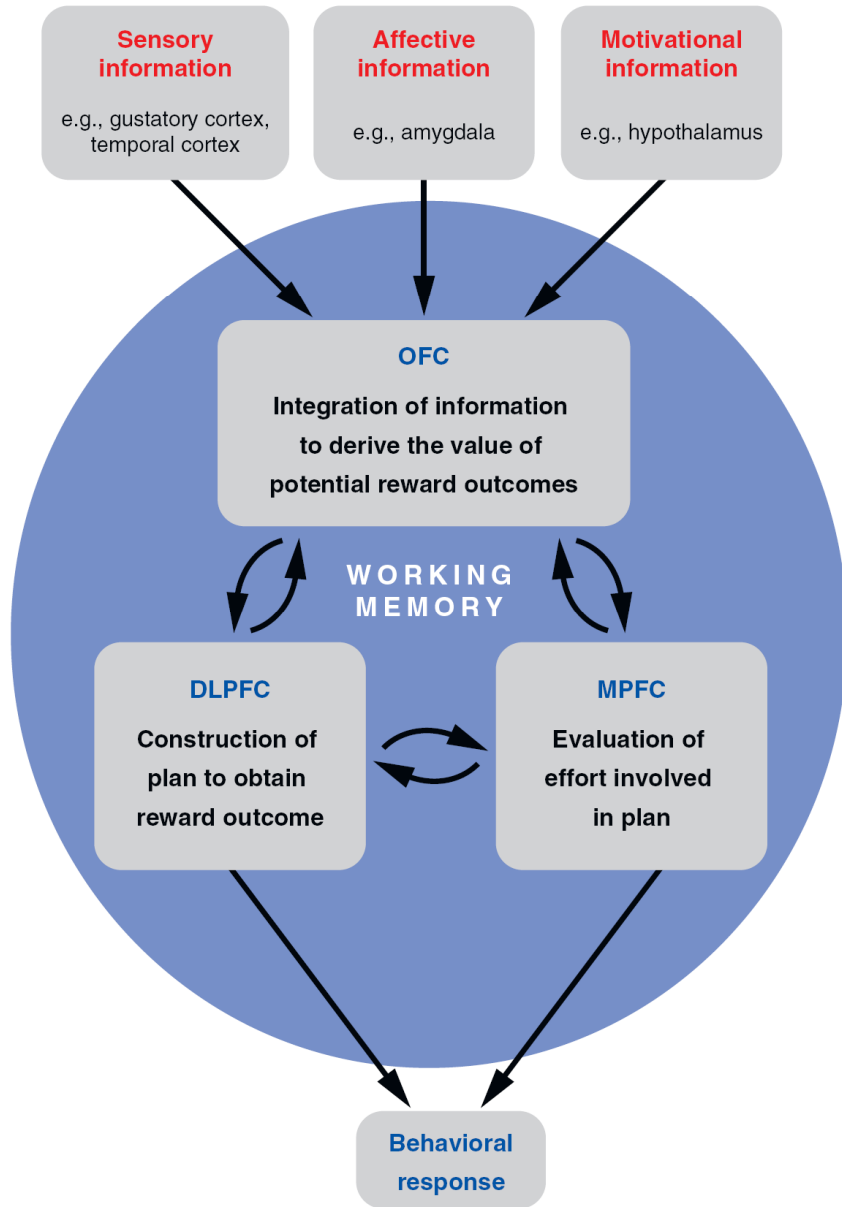 Sensory
information
e.g., gustatory cortex,
temporal cortex
Affective
information
e.g., amygdala
Motivational
information
e.g., hypothalamus
OFC
Integration of information
to derive the value of
potential reward outcomes
WORKING
MEMORY
DLPFC
Construction of
plan to obtain
reward outcome
MPFC
Evaluation of
effort involved
in plan
Behavioral
response